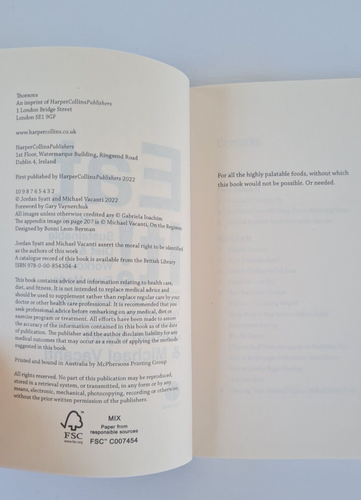 Thorsons
An imprint of HarperCollinsPublishers
1 London Bridge Street
London SE1 9GF
www.harpercollins.co.uk
HarperCollinsPublishers
1st Floor, Watermarque Building, Ringsend Road
Dublin 4, Ireland
First published by HarperCollinsPublishers 2022
10 9 8 7 6 5 4 3 2
© Jordan Syatt and Michael Vacanti 2022
Foreword by Gary Vaynerchuk
All images unless otherwise credited are © Gabriela Joachim
The appendix image on page 207 is © Michael Vacanti, On the Regimen
Designed by Bonni Leon-Berman
Jordan Syatt and Michael Vacanti assert the moral right to be identified
as the authors of this work
A catalogue record of this book is available from the British Library
ISBN 978-0-00-854304-4
This book contains advice and information relating to health care,
diet, and fitness. It is not intended to replace medical advice and
should be used to supplement rather than replace regular care by your
doctor or other health care professional. It is recommended that you
seek professional advice before embarking on any medical, diet or
exercise program or treatment. All efforts have been made to assure
the accuracy of the information contained in this book as of the date
of publication. The publisher and the author disclaim liability for any
medical outcomes that may occur as a result of applying the methods
suggested in this book.
Printed and bound in Australia by McPhersons Printing Group
All rights reserved. No part of this publication may be reproduced,
stored in a retrieval system, or transmitted, in any form or by any
means, electronic, mechanical, photocopying, recording or otherwise,
without the prior written permission of the publishers.
FSC
www.fsc.org
MIX
Paper from
responsible sources
FSC™ C007454
For all the highly palatable foods, without which
this book would not be possible. Or needed.